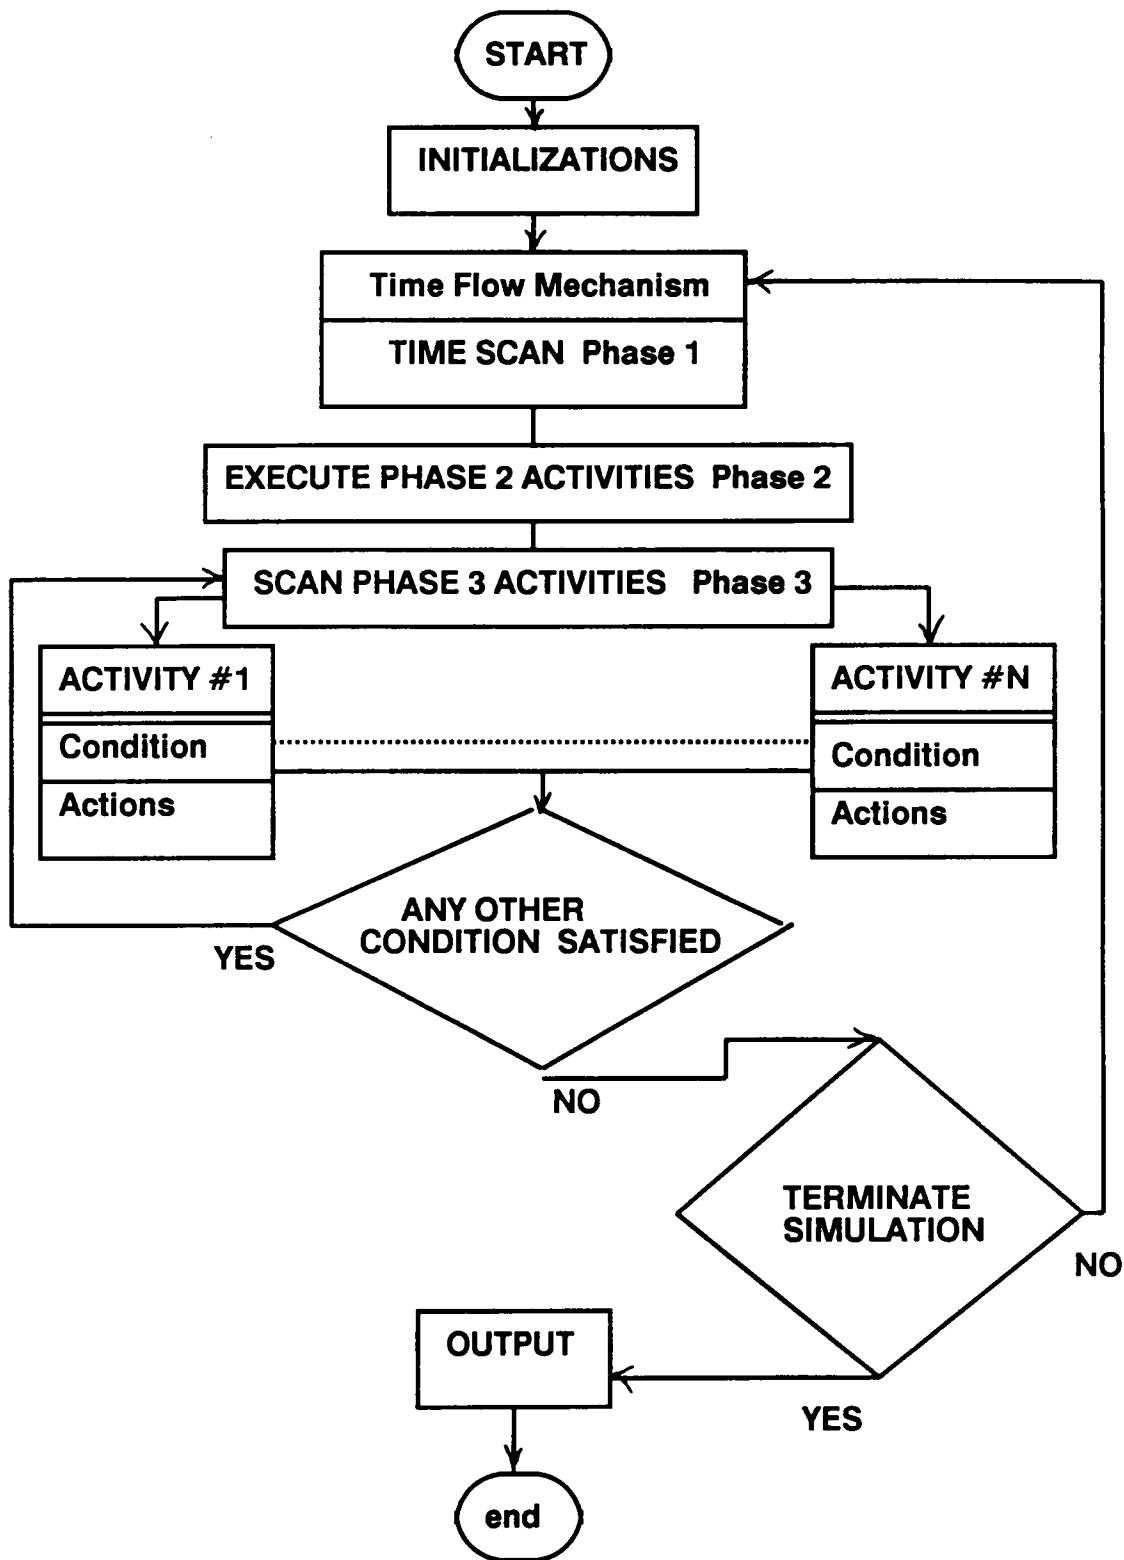 START
INITIALIZATIONS
Time Flow Mechanism
TIME SCAN Phase 1
EXECUTE PHASE 2 ACTIVITIES Phase 2
SCAN PHASE 3 ACTIVITIES Phase 3
ACTIVITY #1
Condition
Actions
ACTIVITY #N
Condition
Actions
ANY OTHER
CONDITION SATISFIED
YES
NO
TERMINATE
SIMULATION
NO
YES
OUTPUT
end